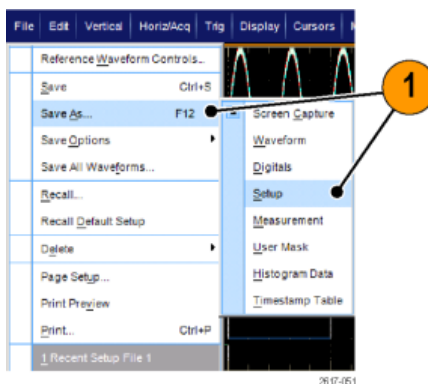 File Edit Vertical Horiz/Acq Trig Display Cursors
Reference Waveform Controls...
Save Ctrl+S
Save As... F12
Save Options
Save All Waveforms...
Recall...
Recall Default Setup
Delete
Page Setup...
Print Preview
Print... Ctrl+P
1 Recent Setup File 1
Screen Capture
Waveform
Digitals
Setup
Measurement
User Mask
Histogram Data
Timestamp Table
1
2617-051